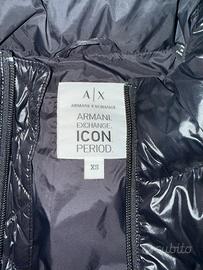 A|X
ARMANI EXCHANGE
ARMANI.
EXCHANGE.
ICON
PERIOD.
XS
subito